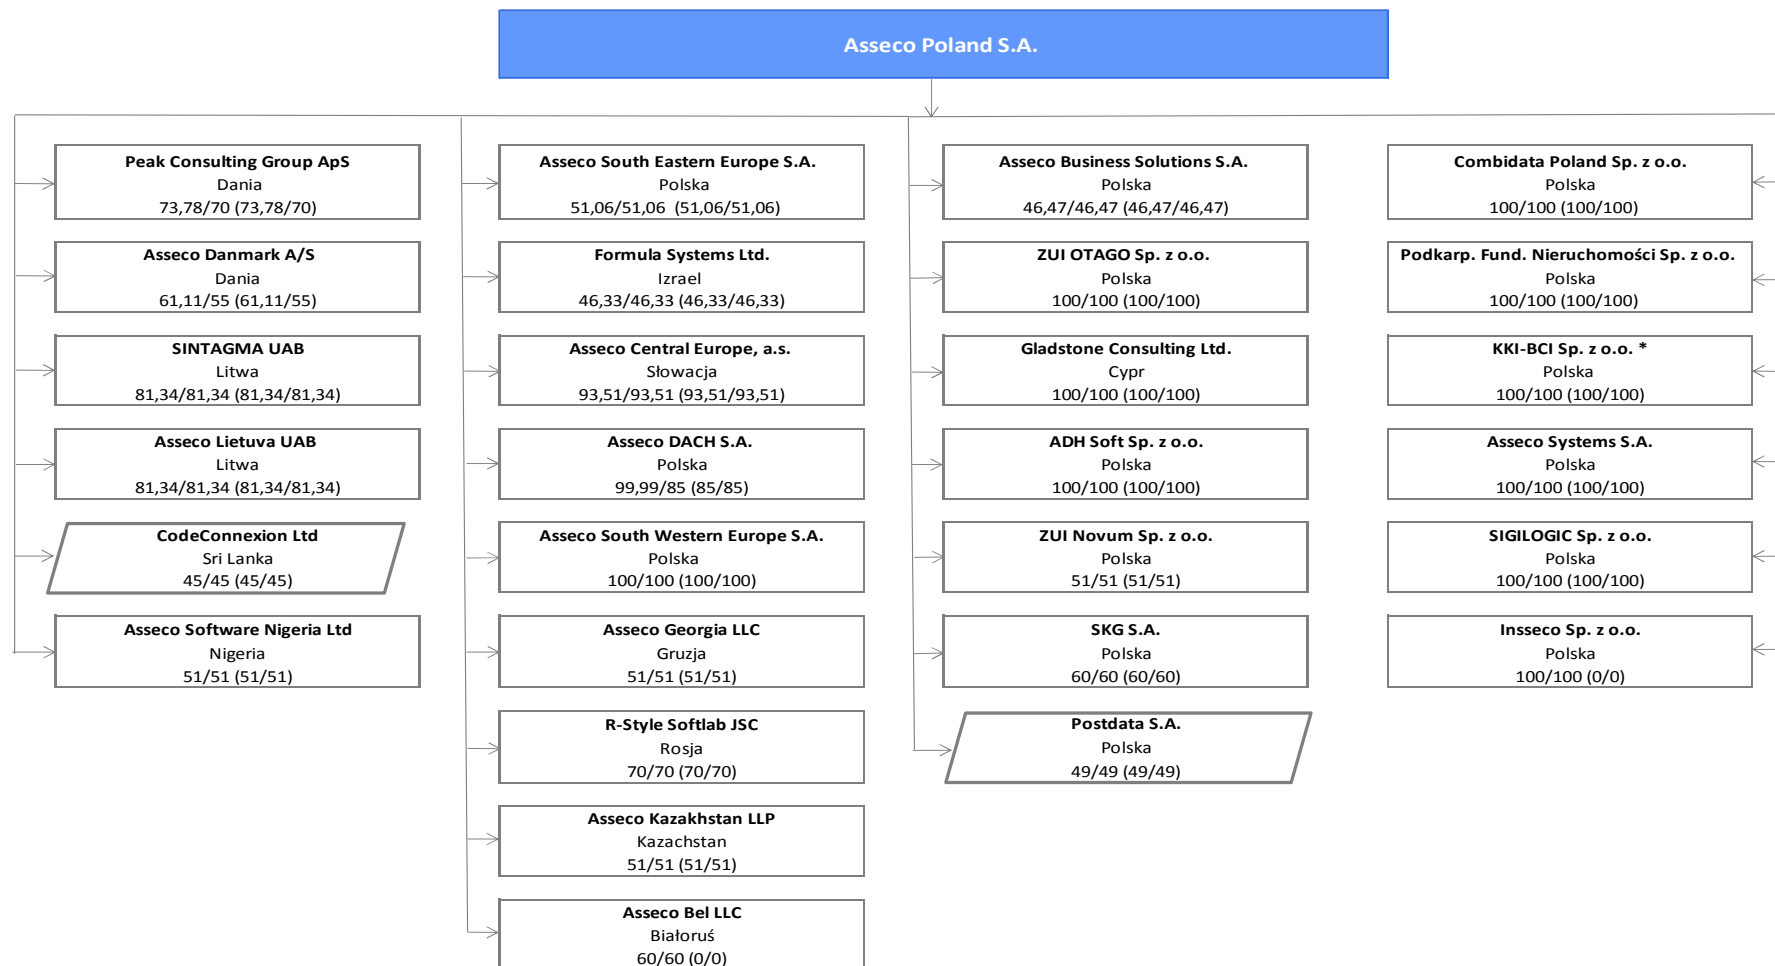 Asseco Poland S.A.
Peak Consulting Group ApS
Dania
73,78/70 (73,78/70)
Asseco Danmark A/S
Dania
61,11/55 (61,11/55)
SINTAGMA UAB
Litwa
81,34/81,34 (81,34/81,34)
Asseco Lietuva UAB
Litwa
81,34/81,34 (81,34/81,34)
CodeConnexion Ltd
Sri Lanka
45/45 (45/45)
Asseco Software Nigeria Ltd
Nigeria
51/51 (51/51)
Asseco South Eastern Europe S.A.
Polska
51,06/51,06 (51,06/51,06)
Formula Systems Ltd.
Izrael
46,33/46,33 (46,33/46,33)
Asseco Central Europe, a.s.
Słowacja
93,51/93,51 (93,51/93,51)
Asseco DACH S.A.
Polska
99,99/85 (85/85)
Asseco South Western Europe S.A.
Polska
100/100 (100/100)
Asseco Georgia LLC
Gruzja
51/51 (51/51)
R-Style Softlab JSC
Rosja
70/70 (70/70)
Asseco Kazakhstan LLP
Kazachstan
51/51 (51/51)
Asseco Bel LLC
Białoruś
60/60 (0/0)
Asseco Business Solutions S.A.
Polska
46,47/46,47 (46,47/46,47)
ZUI OTAGO Sp. z o.o.
Polska
100/100 (100/100)
Gladstone Consulting Ltd.
Cypr
100/100 (100/100)
ADH Soft Sp. z o.o.
Polska
100/100 (100/100)
ZUI Novum Sp. z o.o.
Polska
51/51 (51/51)
SKG S.A.
Polska
60/60 (60/60)
Postdata S.A.
Polska
49/49 (49/49)
Combidata Poland Sp. z o.o.
Polska
100/100 (100/100)
Podkarp. Fund. Nieruchomości Sp. z o.o.
Polska
100/100 (100/100)
KKI-BCI Sp. z o.o. *
Polska
100/100 (100/100)
Asseco Systems S.A.
Polska
100/100 (100/100)
SIGILOGIC Sp. z o.o.
Polska
100/100 (100/100)
Insseco Sp. z o.o.
Polska
100/100 (0/0)